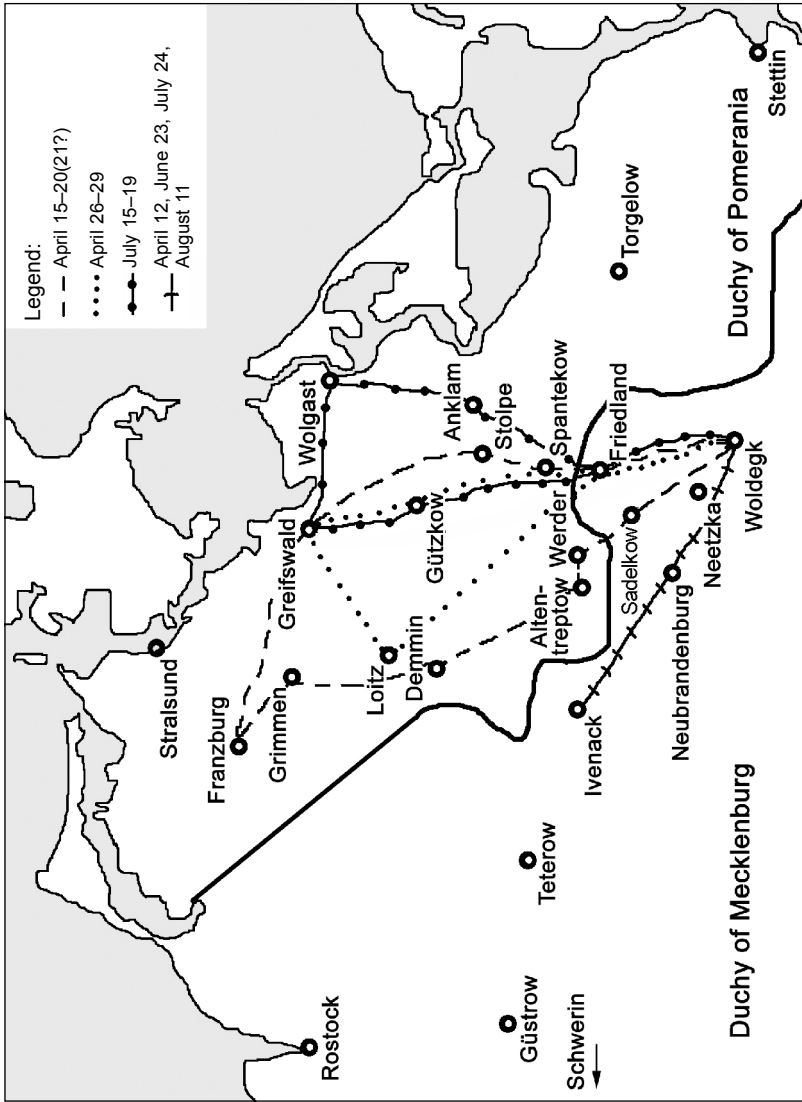 Legend:
April 15–20(21?)
April 26–29
July 15–19
April 12, June 23, July 24,
August 11
Stralsund
Franzburg
Grimmen
Greifswald
Wolgast
Rostock
Loitz
Demmin
Gützkow
Anklam
Stolpe
Spantekow
Friedland
Torgelow
Stettin
Teterow
Güstrow
Schwerin
Ivenack
Alten-
treptow
Werder
Sadelkow
Neubrandenburg
Neetzka
Woldegk
Duchy of Mecklenburg
Duchy of Pomerania